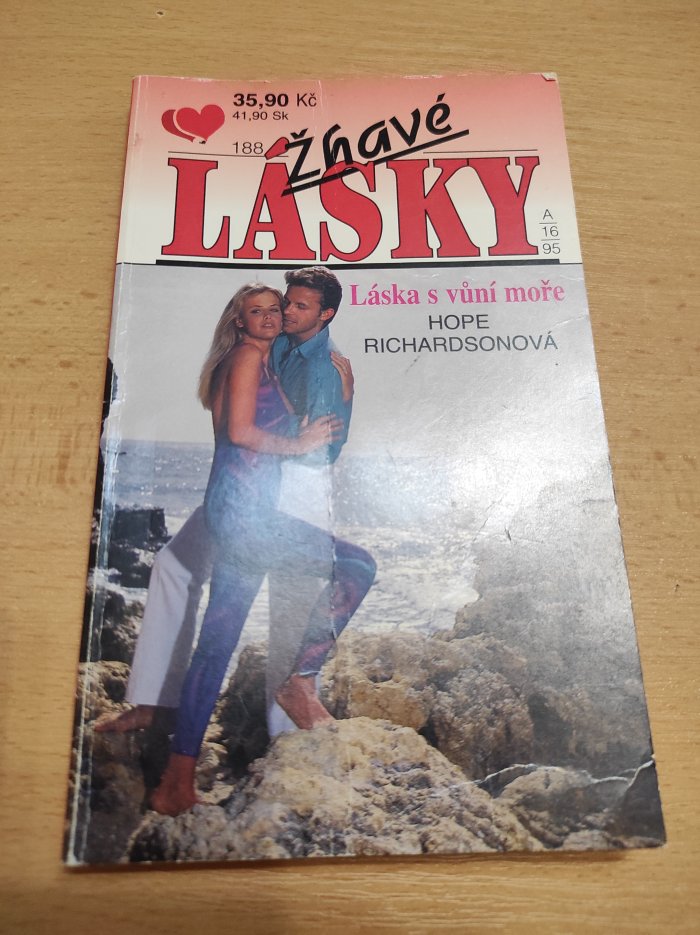 35,90 Kč
41,90 Sk
188
Žhavé
LÁSKY
A
16
95
Láska s vůní moře
HOPE
RICHARDSONOVÁ